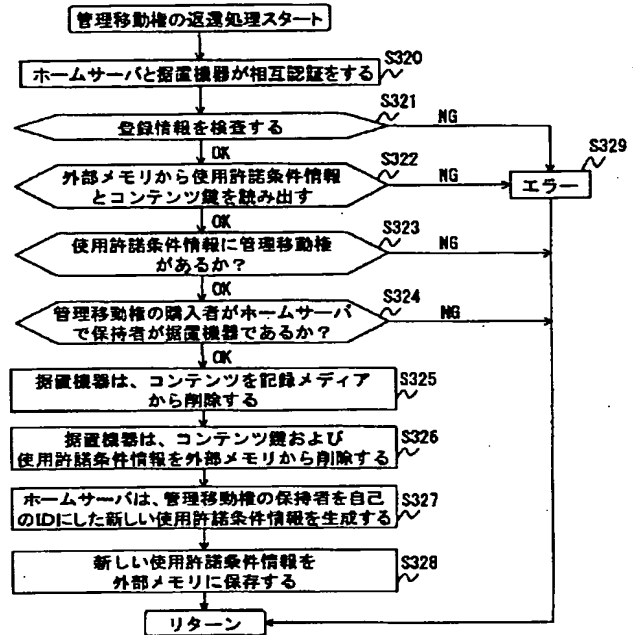 管理移動権の返還処理スタート
S320
ホームサーバと据置機器が相互認証をする
S321
登録情報を検査する
NG
OK
S329
エラー
S322
外部メモリから使用許諾条件情報
とコンテンツ鍵を読み出す
NG
OK
S323
使用許諾条件情報に管理移動権
があるか?
NG
OK
S324
管理移動権の購入者がホームサーバ
で保持者が据置機器であるか?
NG
OK
S325
据置機器は、コンテンツを記録メディア
から削除する
S326
据置機器は、コンテンツ鍵および
使用許諾条件情報を外部メモリから削除する
S327
ホームサーバは、管理移動権の保持者を自己
のIDにした新しい使用許諾条件情報を生成する
S328
新しい使用許諾条件情報を
外部メモリに保存する
リターン